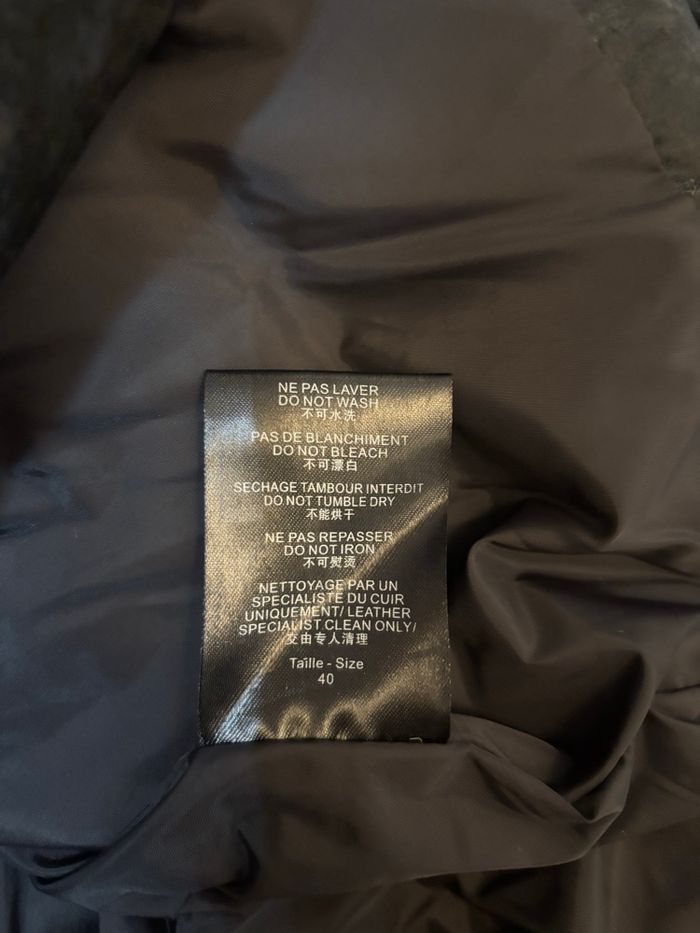 NE PAS LAVER
DO NOT WASH
不可水洗
PAS DE BLANCHIMENT
DO NOT BLEACH
不可漂白
SECHAGE TAMBOUR INTERDIT
DO NOT TUMBLE DRY
不能烘干
NE PAS REPASSER
DO NOT IRON
不可熨烫
NETTOYAGE PAR UN
SPECIALISTE DU CUIR
UNIQUEMENT/ LEATHER
SPECIALIST CLEAN ONLY/
交由专人清理
Taille - Size
40